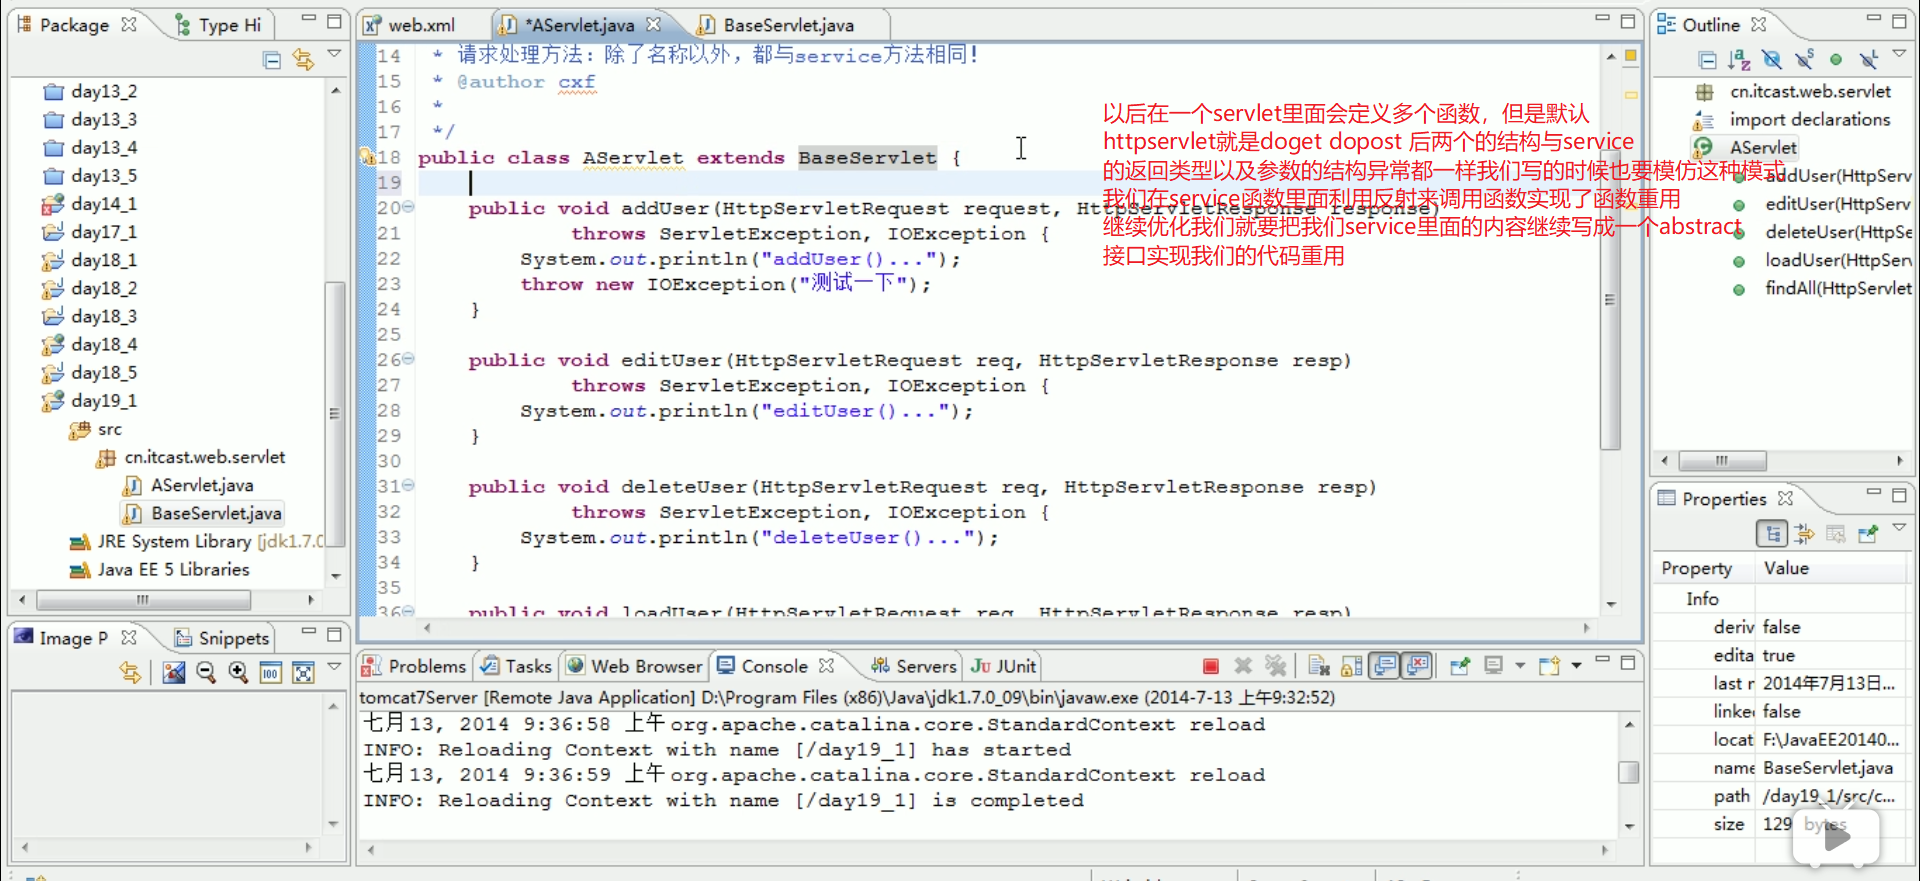 Package
Type Hi
day13_2
day13_3
day13_4
day13_5
day14_1
day17_1
day18_1
day18_2
day18_3
day18_4
day18_5
day19_1
src
cn.itcast.web.servlet
AServlet.java
BaseServlet.java
JRE System Library [jdk1.7.0
Java EE 5 Libraries
Image P
Snippets
web.xml
*AServlet.java
BaseServlet.java
14 * 请求处理方法：除了名称以外，都与service方法相同！
15 * @author cxf
16 *
17 */
18 public class AServlet extends BaseServlet {
19
20 public void addUser(HttpServletRequest request, HttpServletResponse response)
21 throws ServletException, IOException {
22 System.out.println("addUser()...");
23 throw new IOException("测试一下");
24 }
25
26 public void editUser(HttpServletRequest req, HttpServletResponse resp)
27 throws ServletException, IOException {
28 System.out.println("editUser()...");
29 }
30
31 public void deleteUser(HttpServletRequest req, HttpServletResponse resp)
32 throws ServletException, IOException {
33 System.out.println("deleteUser()...");
34 }
35
36 public void loadUser(HttpServletRequest req, HttpServletResponse resp)
以后在一个servlet里面会定义多个函数，但是默认
httpservlet就是doget dopost 后两个的结构与service
的返回类型以及参数的结构异常都一样我们写的时候也要模仿这种模式
我们在service函数里面利用反射来调用函数实现了函数重用
继续优化我们就要把我们service里面的内容继续写成一个abstract
接口实现我们的代码重用
Problems
Tasks
Web Browser
Console
Servers
JUnit
tomcat7Server [Remote Java Application] D:\Program Files (x86)\Java\jdk1.7.0_09\bin\javaw.exe (2014-7-13 上午9:32:52)
七月 13, 2014 9:36:58 上午 org.apache.catalina.core.StandardContext reload
INFO: Reloading Context with name [/day19_1] has started
七月 13, 2014 9:36:59 上午 org.apache.catalina.core.StandardContext reload
INFO: Reloading Context with name [/day19_1] is completed
Outline
cn.itcast.web.servlet
import declarations
AServlet
addUser(HttpServ
editUser(HttpServ
deleteUser(HttpSe
loadUser(HttpServ
findAll(HttpServlet
Properties
Property Value
Info
deriv false
edita true
last r 2014年7月13日...
linke false
locat F:\JavaEE20140...
name BaseServlet.java
path /day19_1/src/c...
size 129 bytes